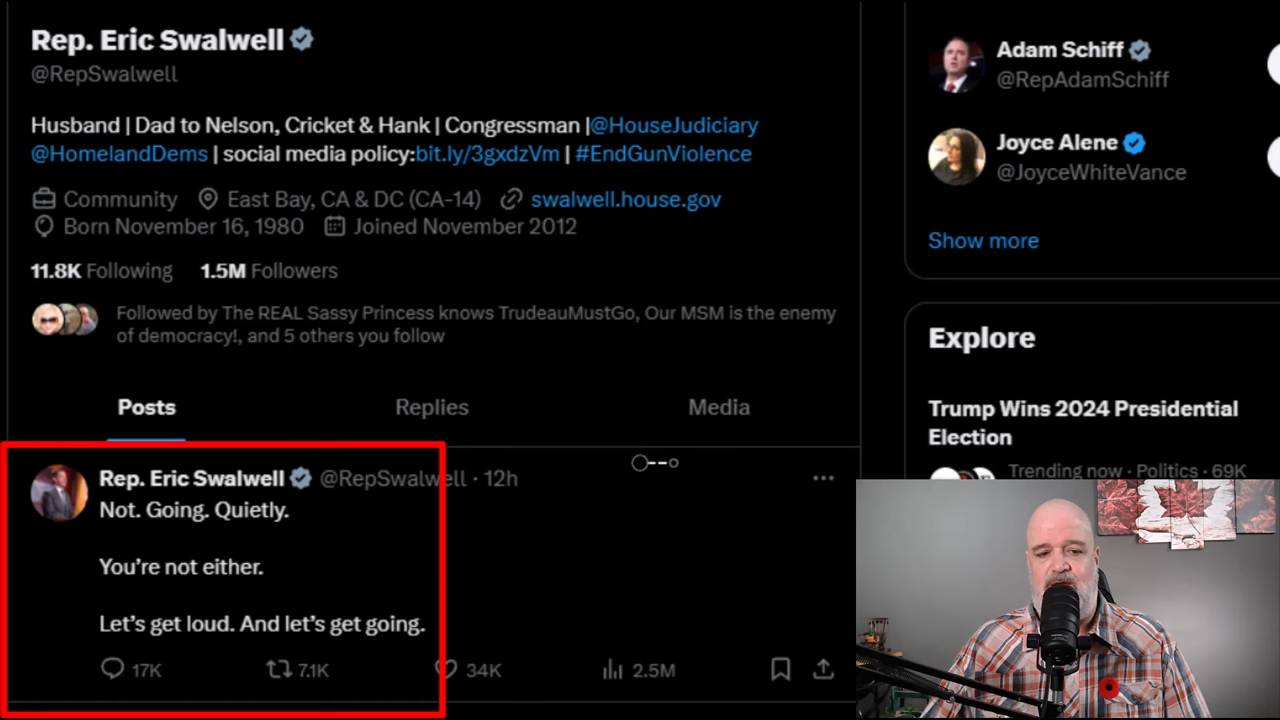 Rep. Eric Swalwell
@RepSwalwell
Husband | Dad to Nelson, Cricket & Hank | Congressman |@HouseJudiciary
@HomelandDems | social media policy:bit.ly/3gxdzVm | #EndGunViolence
Community East Bay, CA & DC (CA-14) swalwell.house.gov
Born November 16, 1980 Joined November 2012
11.8K Following 1.5M Followers
Followed by The REAL Sassy Princess knows TrudeauMustGo, Our MSM is the enemy
of democracy!, and 5 others you follow
Posts Replies Media
Rep. Eric Swalwell @RepSwalwell · 12h
Not. Going. Quietly.
You're not either.
Let's get loud. And let's get going.
17K 7.1K 34K 2.5M
Adam Schiff
@RepAdamSchiff
Joyce Alene
@JoyceWhiteVance
Show more
Explore
Trump Wins 2024 Presidential
Election
Trending now · Politics · 69K